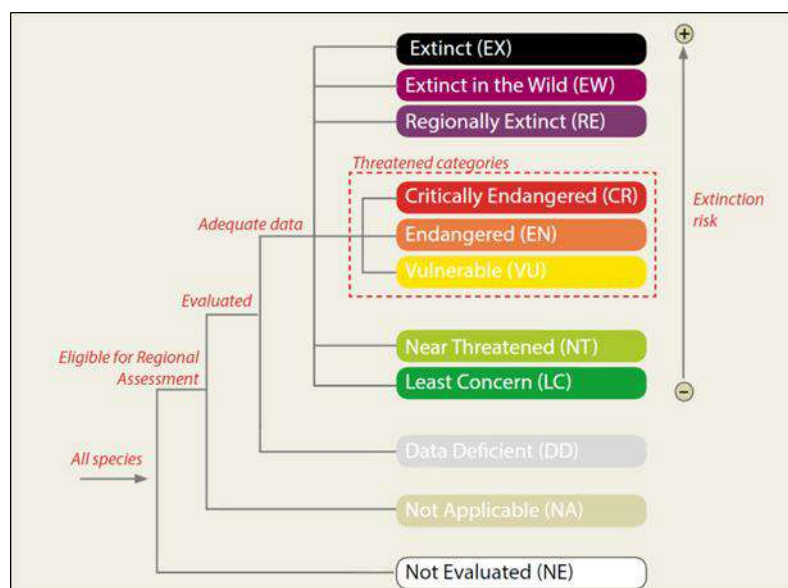 Extinct (EX)
Extinct in the Wild (EW)
Regionally Extinct (RE)
Threatened categories
Critically Endangered (CR)
Endangered (EN)
Vulnerable (VU)
Adequate data
Extinction
risk
Evaluated
Near Threatened (NT)
Least Concern (LC)
Eligible for Regional
Assessment
All species
Data Deficient (DD)
Not Applicable (NA)
Not Evaluated (NE)
+
−